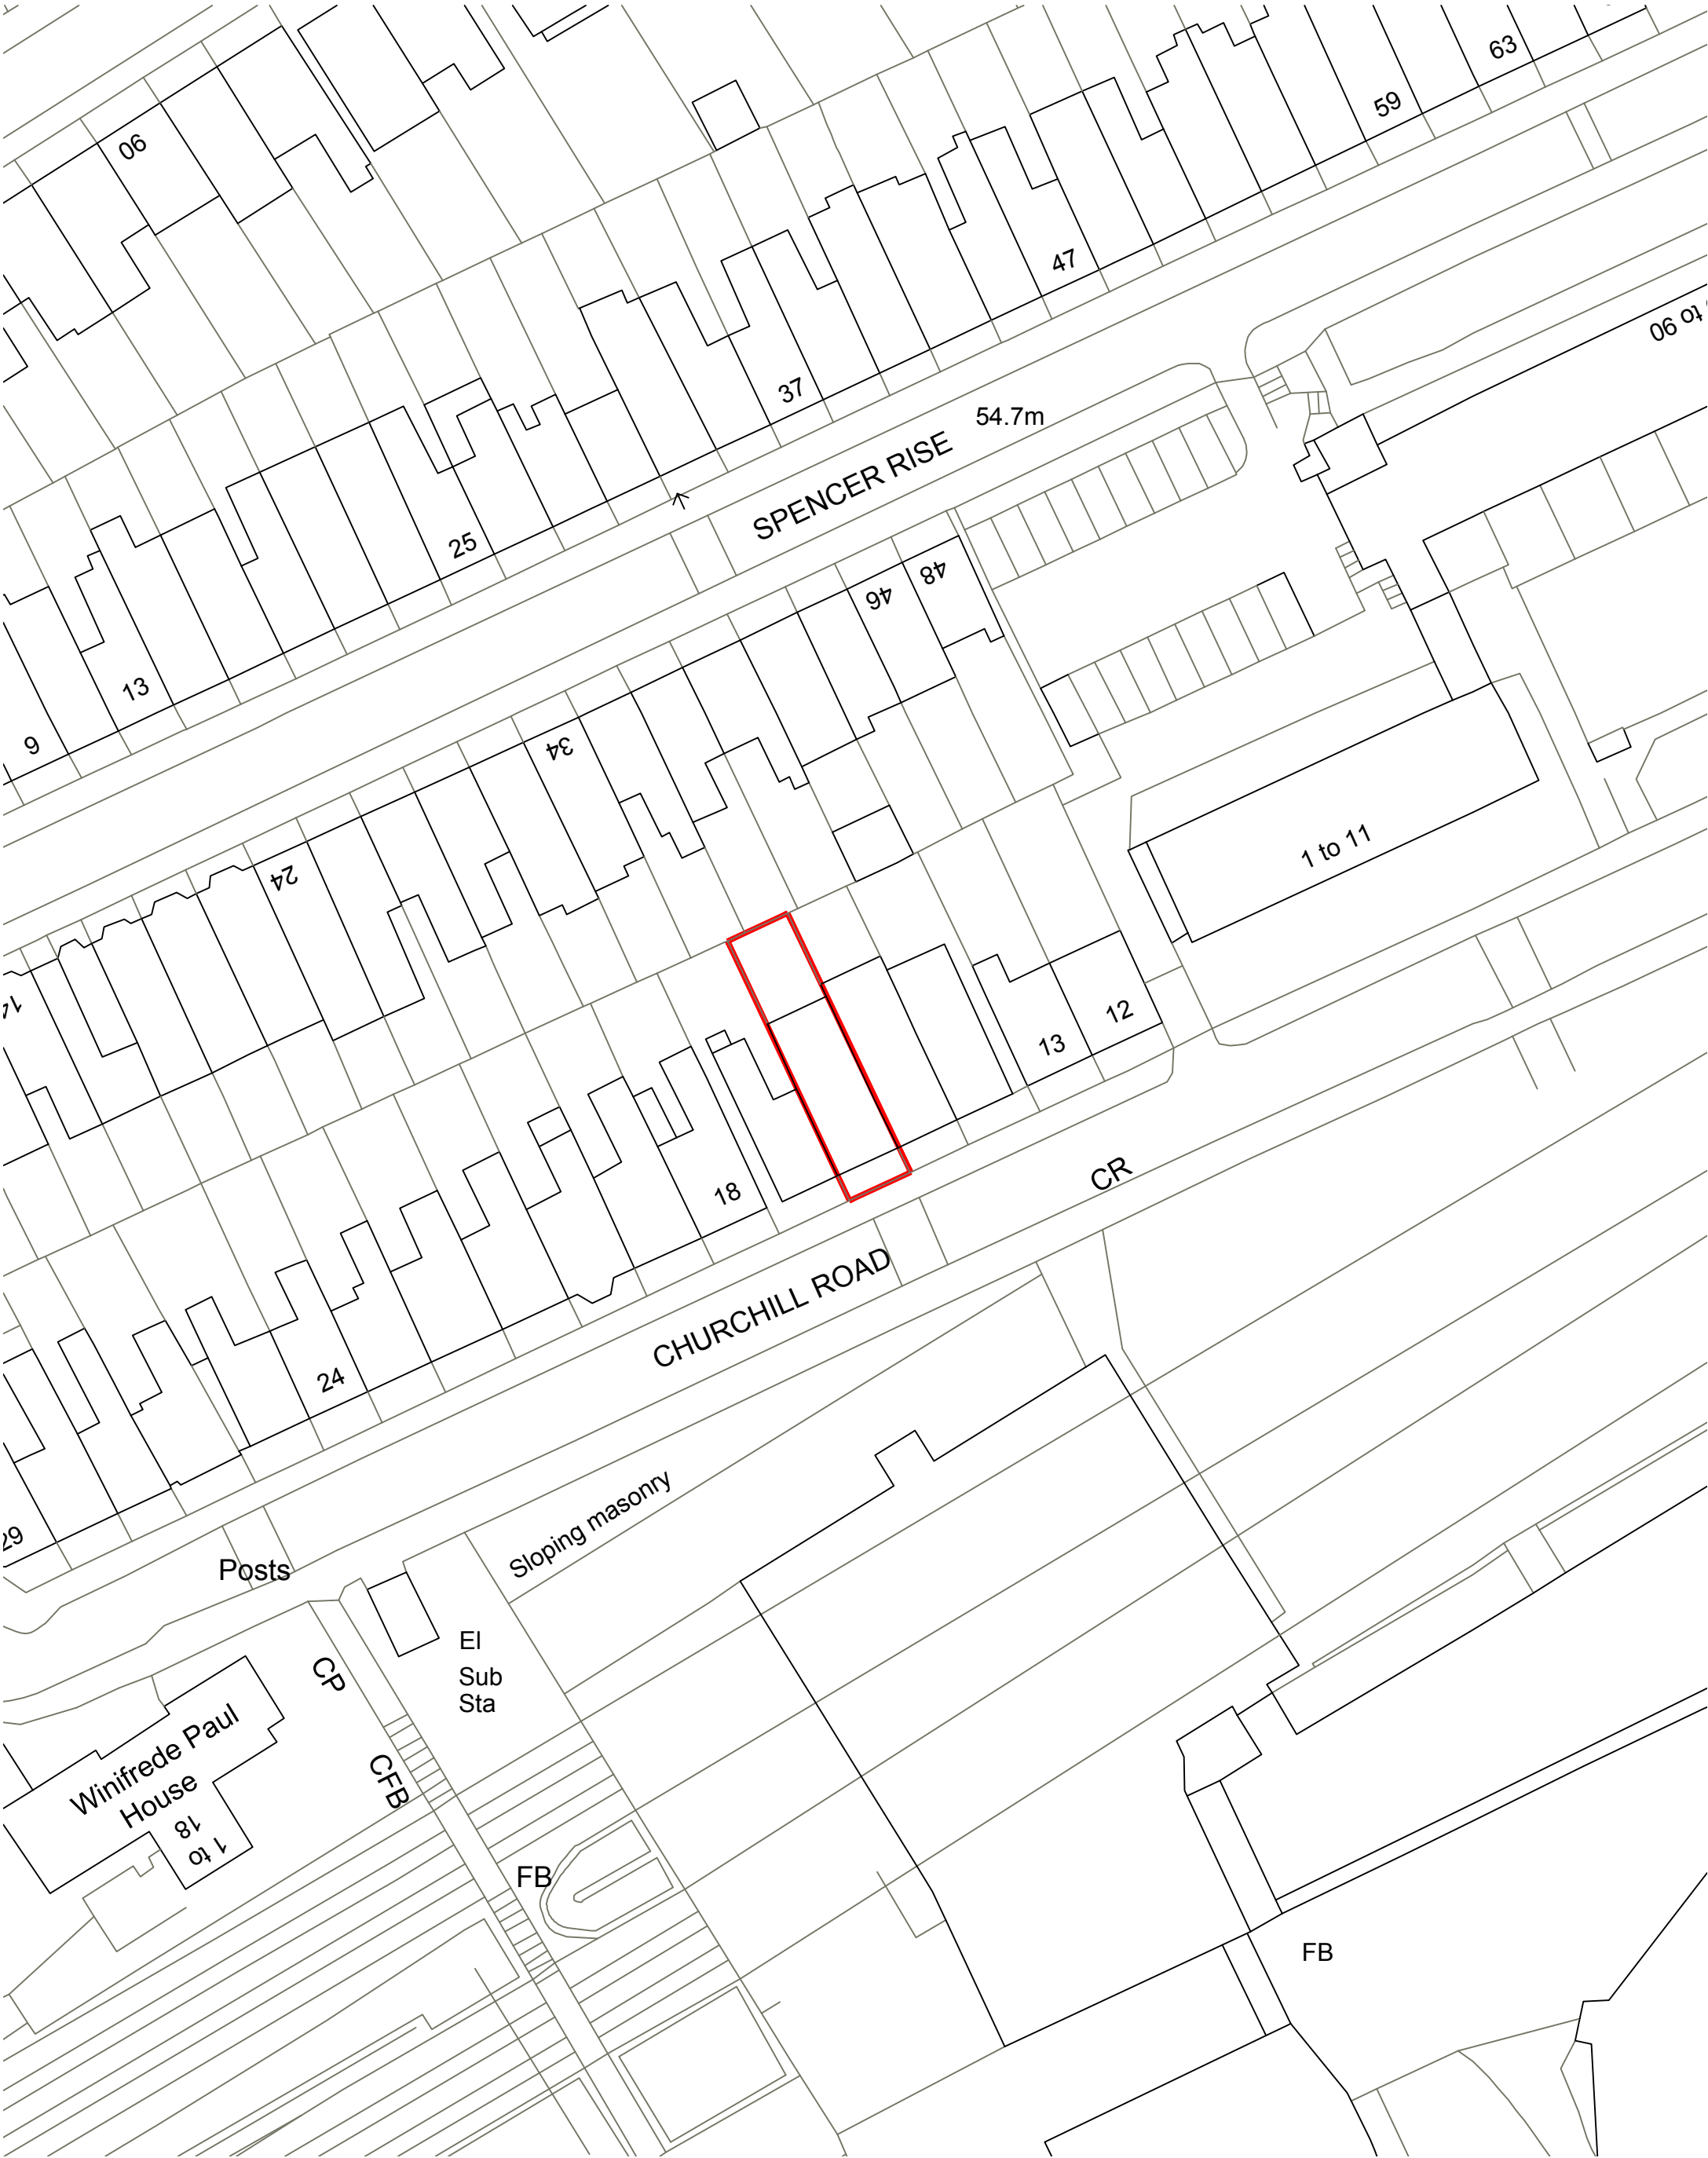 63
59
06
47
06 ot
37
54.7m
SPENCER RISE
25
48
46
13
9
34
1 to 11
24
14
12
13
CR
18
CHURCHILL ROAD
24
Sloping masonry
29
Posts
El
Sub
Sta
CP
Winifrede Paul
House
1 to
18
CFB
FB
FB